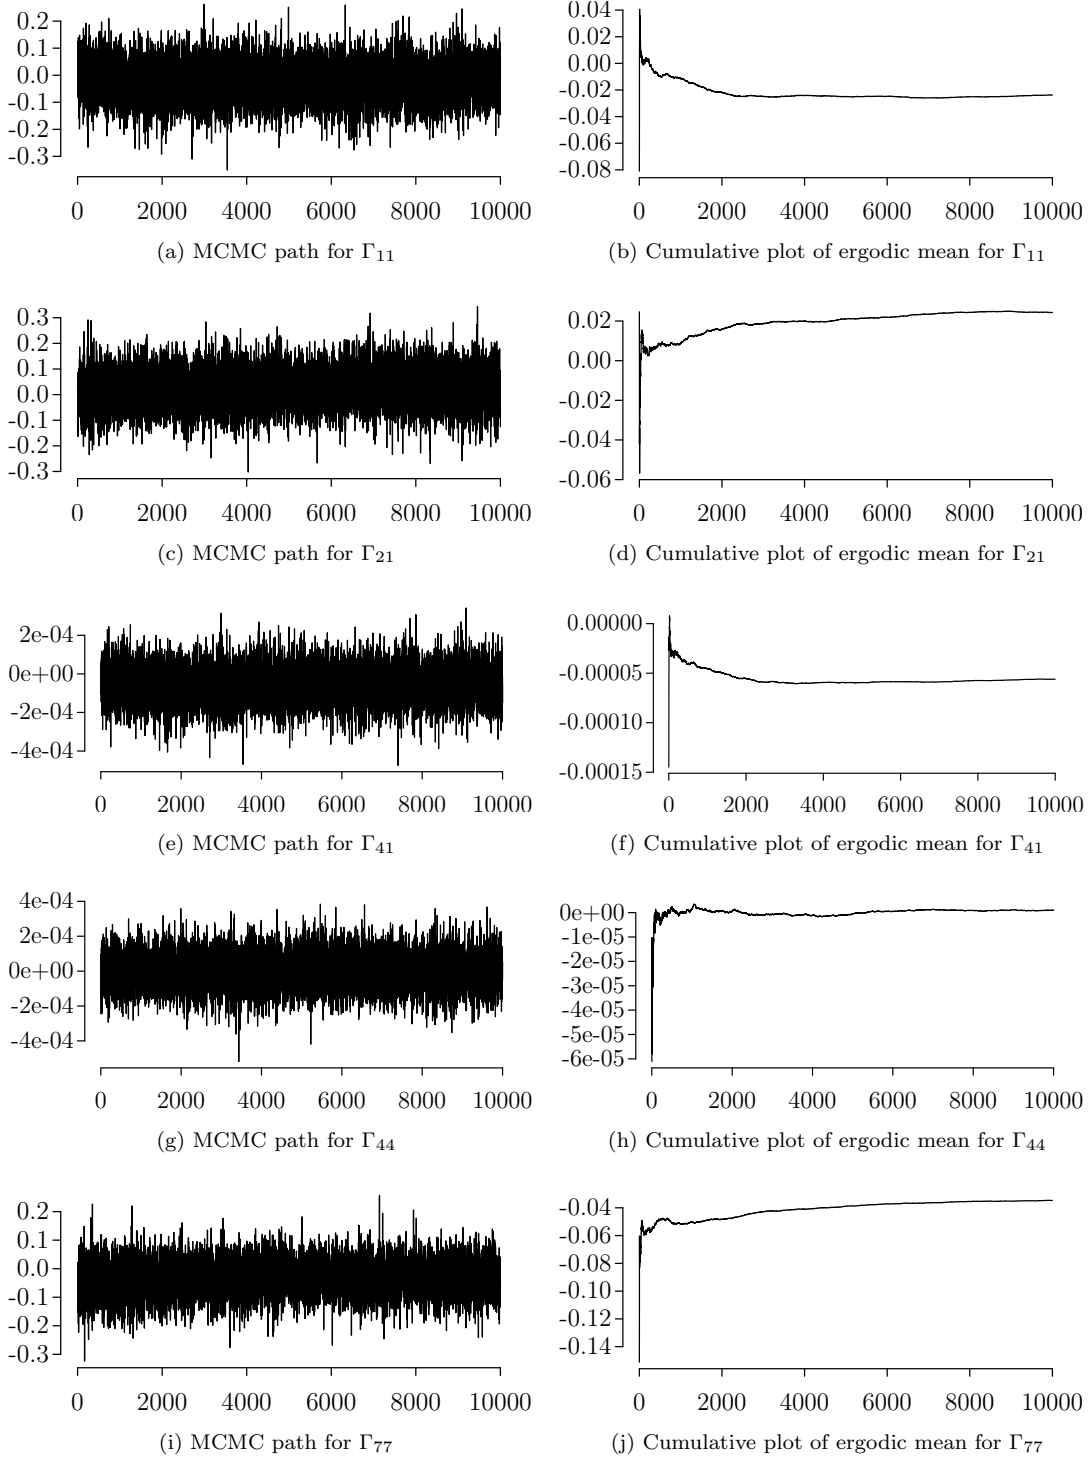 0.2
0.1
0.0
-0.1
-0.2
-0.3
0 2000 4000 6000 8000 10000
(a) MCMC path for Γ₁₁
0.04
0.02
0.00
-0.02
-0.04
-0.06
-0.08
0 2000 4000 6000 8000 10000
(b) Cumulative plot of ergodic mean for Γ₁₁
0.3
0.2
0.1
0.0
-0.1
-0.2
-0.3
0 2000 4000 6000 8000 10000
(c) MCMC path for Γ₂₁
0.02
0.00
-0.02
-0.04
-0.06
0 2000 4000 6000 8000 10000
(d) Cumulative plot of ergodic mean for Γ₂₁
2e-04
0e+00
-2e-04
-4e-04
0 2000 4000 6000 8000 10000
(e) MCMC path for Γ₄₁
0.00000
-0.00005
-0.00010
-0.00015
0 2000 4000 6000 8000 10000
(f) Cumulative plot of ergodic mean for Γ₄₁
4e-04
2e-04
0e+00
-2e-04
-4e-04
0 2000 4000 6000 8000 10000
(g) MCMC path for Γ₄₄
0e+00
-1e-05
-2e-05
-3e-05
-4e-05
-5e-05
-6e-05
0 2000 4000 6000 8000 10000
(h) Cumulative plot of ergodic mean for Γ₄₄
0.2
0.1
0.0
-0.1
-0.2
-0.3
0 2000 4000 6000 8000 10000
(i) MCMC path for Γ₇₇
-0.04
-0.06
-0.08
-0.10
-0.12
-0.14
0 2000 4000 6000 8000 10000
(j) Cumulative plot of ergodic mean for Γ₇₇